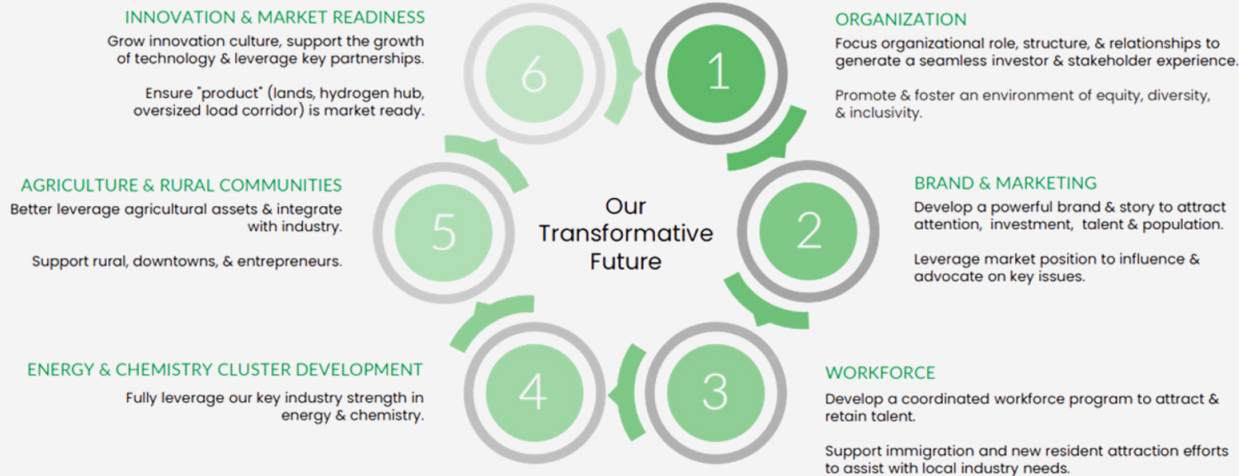 INNOVATION & MARKET READINESS
Grow innovation culture, support the growth
of technology & leverage key partnerships.
Ensure "product" (lands, hydrogen hub,
oversized load corridor) is market ready.
6
1
ORGANIZATION
Focus organizational role, structure, & relationships to
generate a seamless investor & stakeholder experience.
Promote & foster an environment of equity, diversity,
& inclusivity.
AGRICULTURE & RURAL COMMUNITIES
Better leverage agricultural assets & integrate
with industry.
Support rural, downtowns, & entrepreneurs.
5
Our
Transformative
Future
2
BRAND & MARKETING
Develop a powerful brand & story to attract
attention, investment, talent & population.
Leverage market position to influence &
advocate on key issues.
ENERGY & CHEMISTRY CLUSTER DEVELOPMENT
Fully leverage our key industry strength in
energy & chemistry.
4
3
WORKFORCE
Develop a coordinated workforce program to attract &
retain talent.
Support immigration and new resident attraction efforts
to assist with local industry needs.